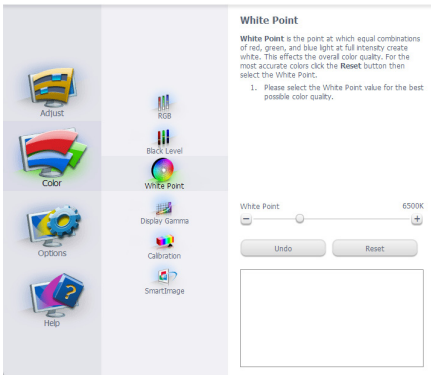 Adjust
Color
Options
Help
RGB
Black Level
White Point
Display Gamma
Calibration
SmartImage
White Point
White Point is the point at which equal combinations
of red, green, and blue light at full intensity create
white. This effects the overall color quality. For the
most accurate colors click the Reset button then
select the White Point.
1. Please select the White Point value for the best
possible color quality.
White Point 6500K
Undo Reset